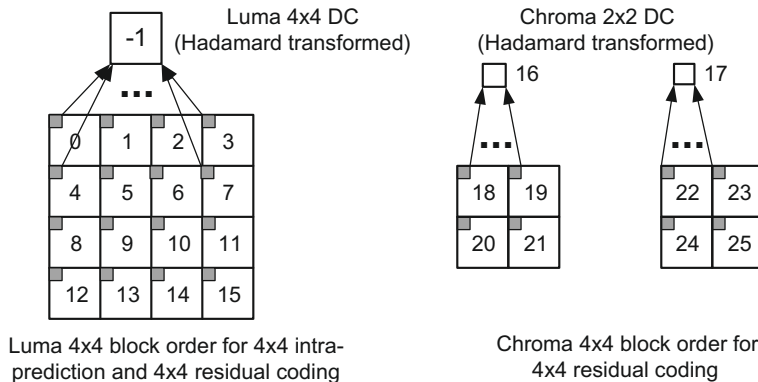 Luma 4x4 DC
(Hadamard transformed)
-1
...
0 1 2 3
4 5 6 7
8 9 10 11
12 13 14 15
Luma 4x4 block order for 4x4 intra-
prediction and 4x4 residual coding
Chroma 2x2 DC
(Hadamard transformed)
16
...
18 19
20 21
17
...
22 23
24 25
Chroma 4x4 block order for
4x4 residual coding